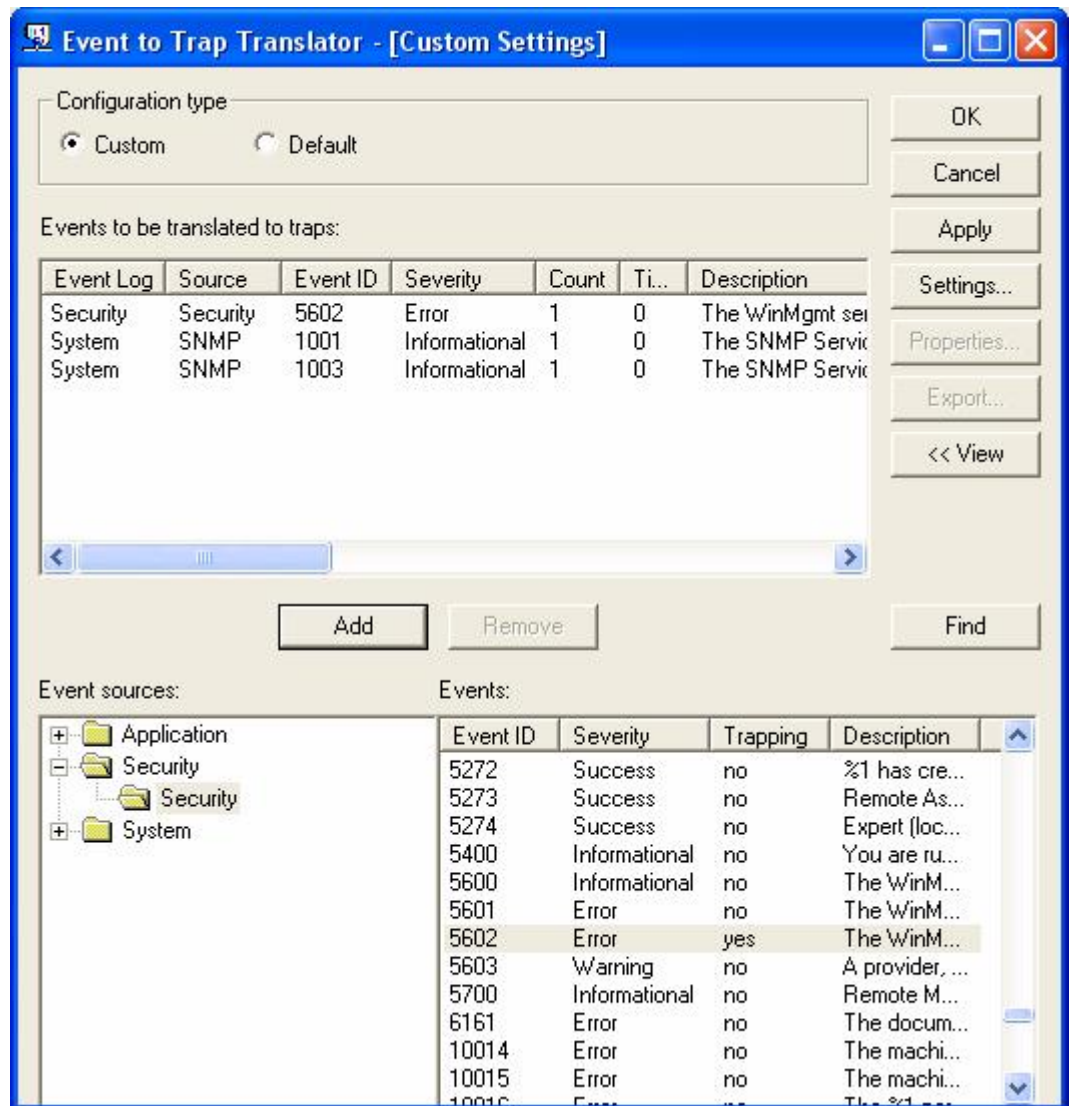 Event to Trap Translator - [Custom Settings]
Configuration type
Custom Default
OK
Cancel
Events to be translated to traps:
Apply
Event Log Source Event ID Severity Count Ti... Description
Settings...
Security Security 5602 Error 1 0 The WinMgmt ser
System SNMP 1001 Informational 1 0 The SNMP Servic
Properties...
System SNMP 1003 Informational 1 0 The SNMP Servic
Export...
<< View
Add Remove Find
Event sources: Events:
Application
Security
Security
System
Event ID Severity Trapping Description
5272 Success no %1 has cre...
5273 Success no Remote As...
5274 Success no Expert (loc...
5400 Informational no You are ru...
5600 Informational no The WinM...
5601 Error no The WinM...
5602 Error yes The WinM...
5603 Warning no A provider, ...
5700 Informational no Remote M...
6161 Error no The docum...
10014 Error no The machi...
10015 Error no The machi...